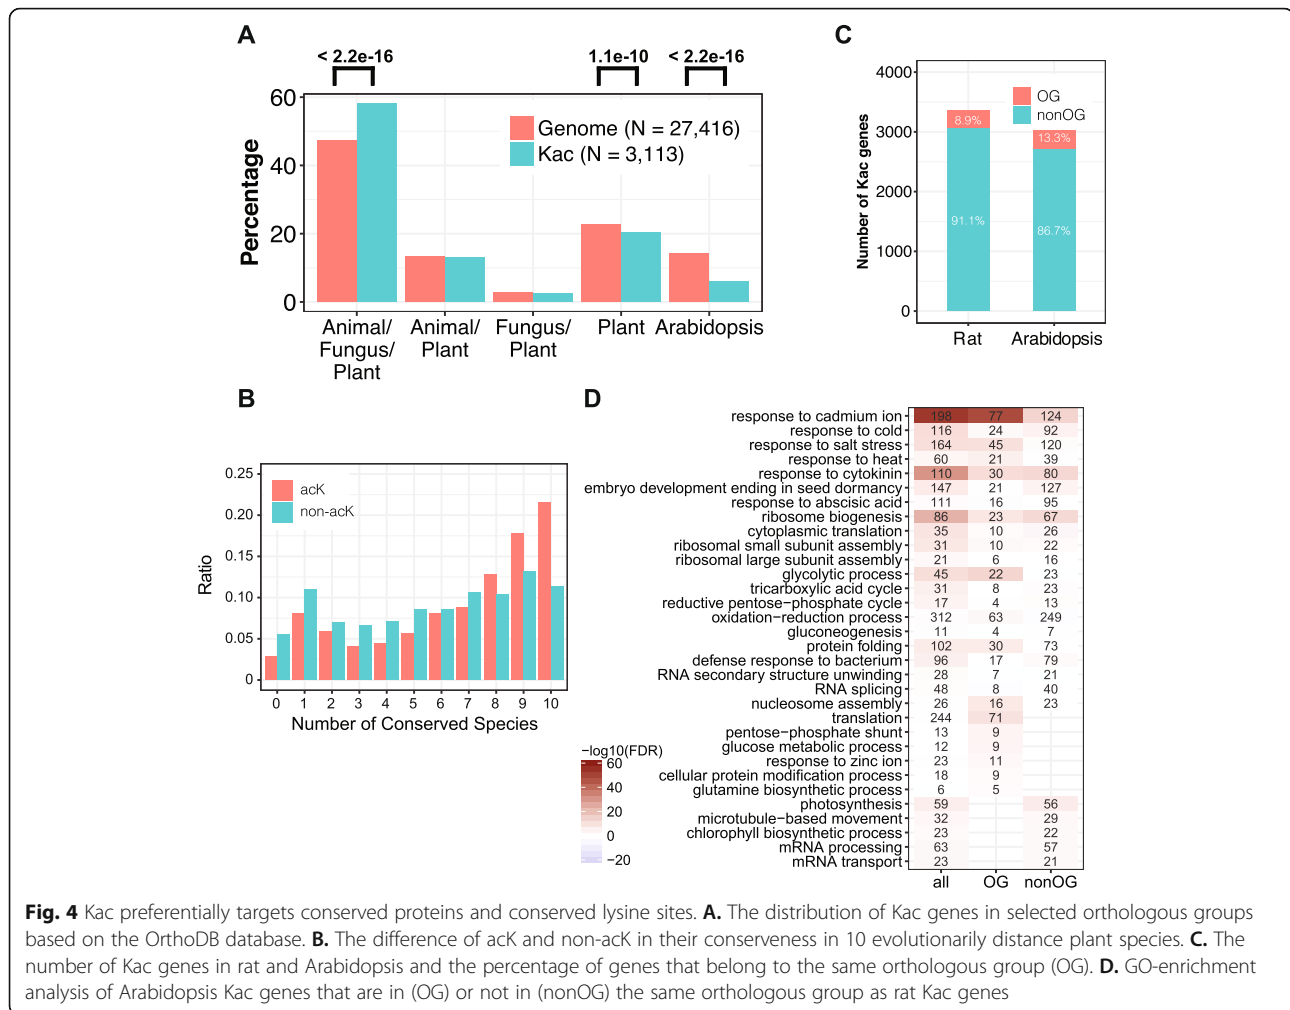 A
< 2.2e-16
1.1e-10
< 2.2e-16
Percentage
60
40
20
0
Genome (N = 27,416)
Kac (N = 3,113)
Animal/
Fungus/
Plant
Animal/
Plant
Fungus/
Plant
Plant
Arabidopsis
C
Number of Kac genes
4000
3000
2000
1000
0
OG
nonOG
8.9%
91.1%
13.3%
86.7%
Rat
Arabidopsis
B
Ratio
0.25
0.20
0.15
0.10
0.05
0
acK
non-acK
0 1 2 3 4 5 6 7 8 9 10
Number of Conserved Species
D
response to cadmium ion 198 77 124
response to cold 116 24 92
response to salt stress 164 45 120
response to heat 60 21 39
response to cytokinin 110 30 80
embryo development ending in seed dormancy 147 21 127
response to abscisic acid 111 16 95
ribosome biogenesis 86 23 67
cytoplasmic translation 35 10 26
ribosomal small subunit assembly 31 10 22
ribosomal large subunit assembly 21 6 16
glycolytic process 45 22 23
tricarboxylic acid cycle 31 8 23
reductive pentose−phosphate cycle 17 4 13
oxidation−reduction process 312 63 249
gluconeogenesis 11 4 7
protein folding 102 30 73
defense response to bacterium 96 17 79
RNA secondary structure unwinding 28 7 21
RNA splicing 48 8 40
nucleosome assembly 26 16 23
translation 244 71
pentose−phosphate shunt 13 9
glucose metabolic process 12 9
response to zinc ion 23 11
cellular protein modification process 18 9
glutamine biosynthetic process 6 5
photosynthesis 59 56
microtubule−based movement 32 29
chlorophyll biosynthetic process 23 22
mRNA processing 63 57
mRNA transport 23 21
all OG nonOG
−log10(FDR)
60
40
20
0
−20
Fig. 4 Kac preferentially targets conserved proteins and conserved lysine sites. A. The distribution of Kac genes in selected orthologous groups
based on the OrthoDB database. B. The difference of acK and non-acK in their conserveness in 10 evolutionarily distance plant species. C. The
number of Kac genes in rat and Arabidopsis and the percentage of genes that belong to the same orthologous group (OG). D. GO-enrichment
analysis of Arabidopsis Kac genes that are in (OG) or not in (nonOG) the same orthologous group as rat Kac genes